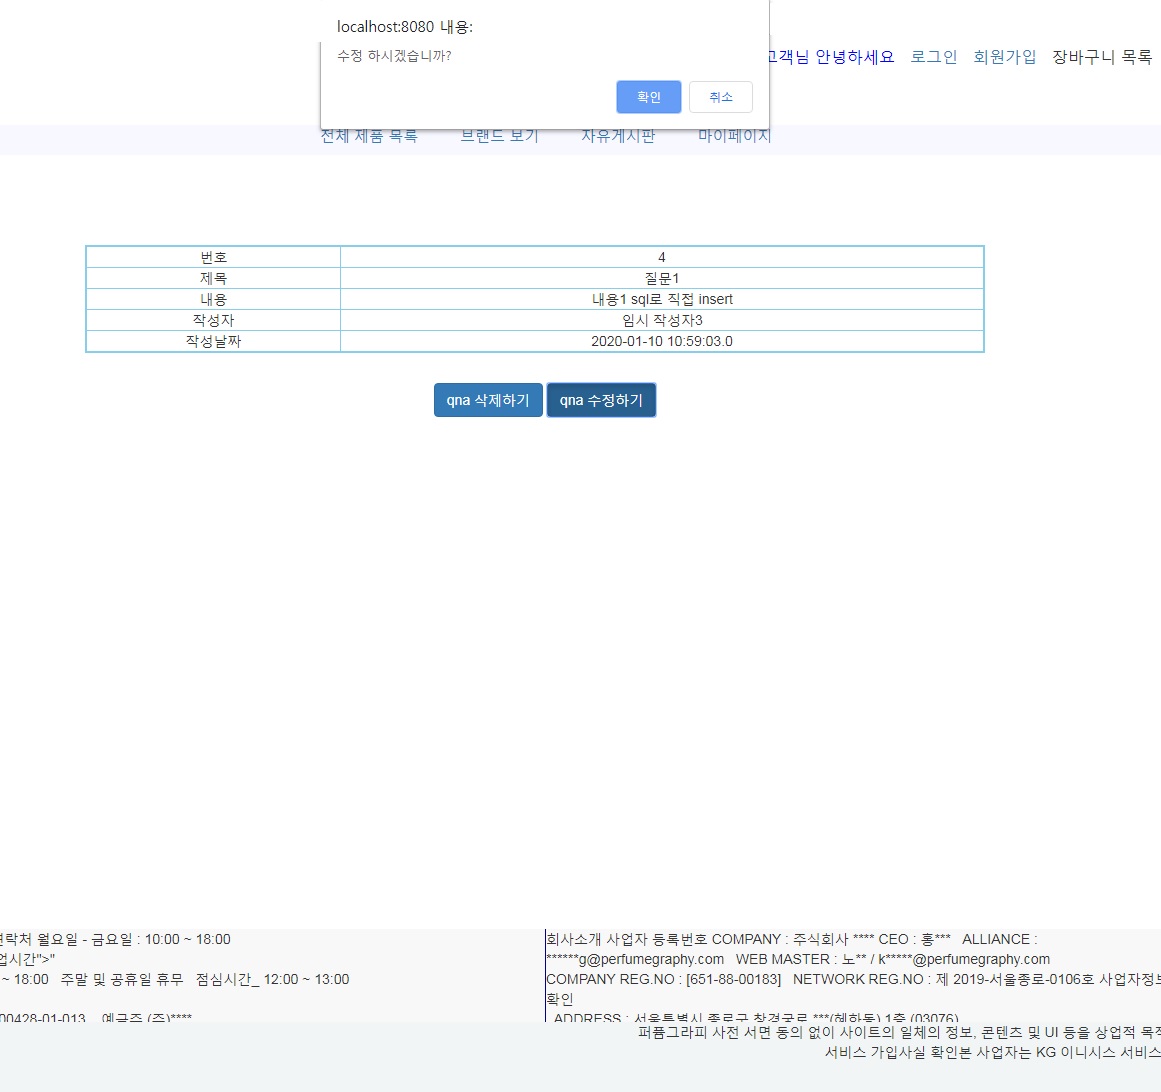 localhost:8080 내용:
수정 하시겠습니까?
확인 취소
고객님 안녕하세요 로그인 회원가입 장바구니 목록
전체 제품 목록 브랜드 보기 자유게시판 마이페이지
번호 4
제목 질문1
내용 내용1 sql로 직접 insert
작성자 임시 작성자3
작성날짜 2020-01-10 10:59:03.0
qna 삭제하기 qna 수정하기
연락처 월요일 - 금요일 : 10:00 ~ 18:00
업시간">"
~ 18:00 주말 및 공휴일 휴무 점심시간_ 12:00 ~ 13:00
00428-01-013 예금주 (주)****
회사소개 사업자 등록번호 COMPANY : 주식회사 **** CEO : 홍*** ALLIANCE :
******g@perfumegraphy.com WEB MASTER : 노** / k*****@perfumegraphy.com
COMPANY REG.NO : [651-88-00183] NETWORK REG.NO : 제 2019-서울종로-0106호 사업자정보
확인
ADDRESS : 서울특별시 종로구 창경궁로 ***(혜화동) 1층 (03076)
퍼퓸그라피 사전 서면 동의 없이 사이트의 일체의 정보, 콘텐츠 및 UI 등을 상업적 목적
서비스 가입사실 확인본 사업자는 KG 이니시스 서비스